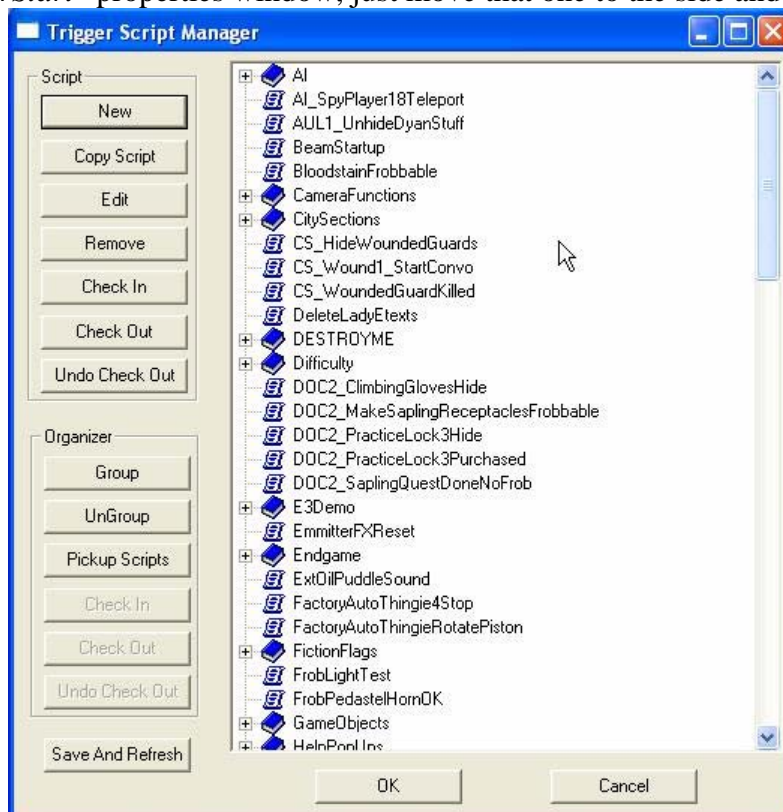 Start" properties window, just move that one to the side and
Trigger Script Manager
Script
New
Copy Script
Edit
Remove
Check In
Check Out
Undo Check Out
Organizer
Group
UnGroup
Pickup Scripts
Check In
Check Out
Undo Check Out
Save And Refresh
AI
AI_SpyPlayer18Teleport
AUL1_UnhideDyanStuff
BeamStartup
BloodstainFrobbable
CameraFunctions
CitySections
CS_HideWoundedGuards
CS_Wound1_StartConvo
CS_WoundedGuardKilled
DeleteLadyEtexts
DESTROYME
Difficulty
DOC2_ClimbingGlovesHide
DOC2_MakeSaplingReceptaclesFrobbable
DOC2_PracticeLock3Hide
DOC2_PracticeLock3Purchased
DOC2_SaplingQuestDoneNoFrob
E3Demo
EmmitterFXReset
Endgame
ExtOilPuddleSound
FactoryAutoThingie4Stop
FactoryAutoThingieRotatePiston
FictionFlags
FrobLightTest
FrobPedastelHornOK
GameObjects
HelpPopUps
OK
Cancel